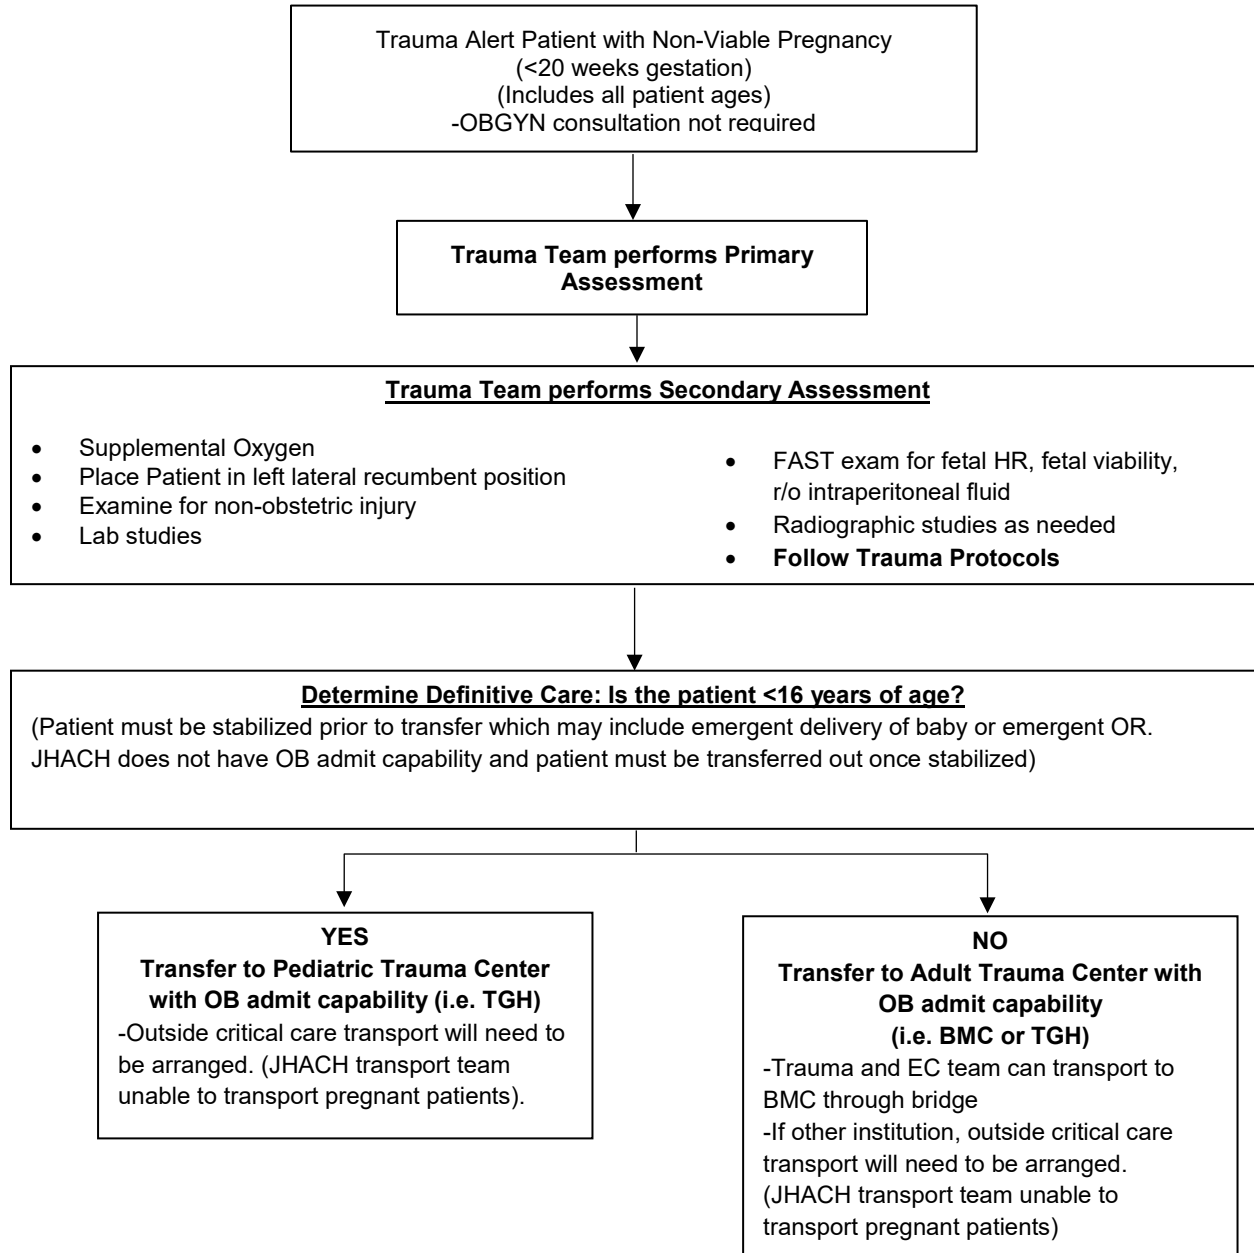 Trauma Alert Patient with Non-Viable Pregnancy
(<20 weeks gestation)
(Includes all patient ages)
-OBGYN consultation not required
Trauma Team performs Primary
Assessment
Trauma Team performs Secondary Assessment
• Supplemental Oxygen
• Place Patient in left lateral recumbent position
• Examine for non-obstetric injury
• Lab studies
• FAST exam for fetal HR, fetal viability,
r/o intraperitoneal fluid
• Radiographic studies as needed
• Follow Trauma Protocols
Determine Definitive Care: Is the patient <16 years of age?
(Patient must be stabilized prior to transfer which may include emergent delivery of baby or emergent OR.
JHACH does not have OB admit capability and patient must be transferred out once stabilized)
YES
Transfer to Pediatric Trauma Center
with OB admit capability (i.e. TGH)
-Outside critical care transport will need to
be arranged. (JHACH transport team
unable to transport pregnant patients).
NO
Transfer to Adult Trauma Center with
OB admit capability
(i.e. BMC or TGH)
-Trauma and EC team can transport to
BMC through bridge
-If other institution, outside critical care
transport will need to be arranged.
(JHACH transport team unable to
transport pregnant patients)